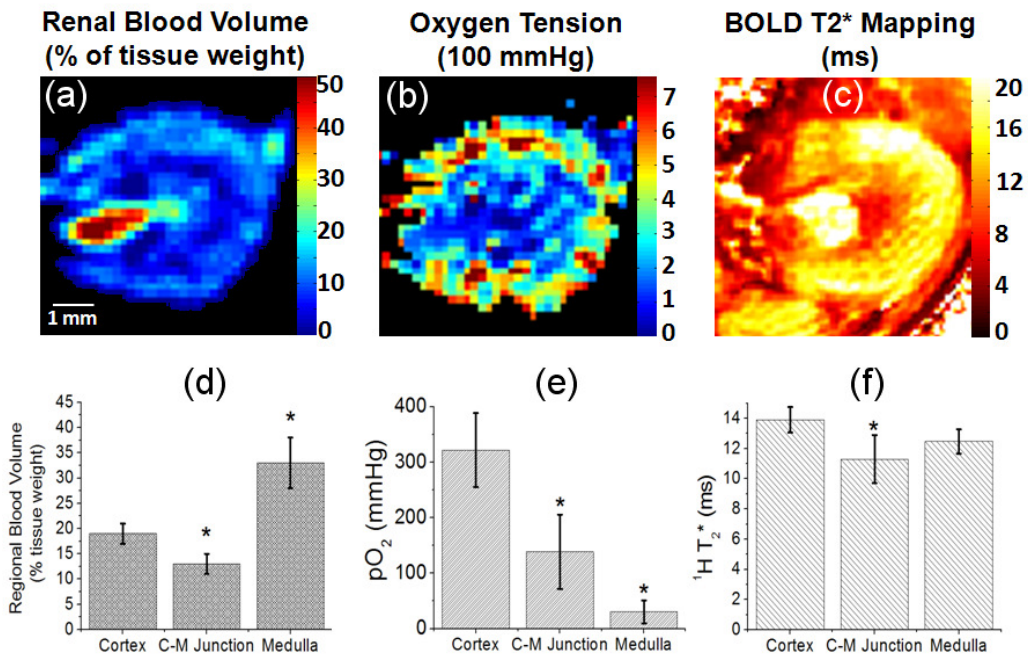 Renal Blood Volume
(% of tissue weight)
Oxygen Tension
(100 mmHg)
BOLD T2* Mapping
(ms)
(a)
1 mm
50
40
30
20
10
0
(b)
7
6
5
4
3
2
1
0
(c)
20
16
12
8
4
0
(d)
Regional Blood Volume
(% tissue weight)
45
40
35
30
25
20
15
10
5
0
*
*
Cortex C-M Junction Medulla
(e)
pO2 (mmHg)
400
300
200
100
0
*
*
Cortex C-M Junction Medulla
(f)
1H T2* (ms)
14
12
10
8
6
4
2
0
*
Cortex C-M Junction Medulla